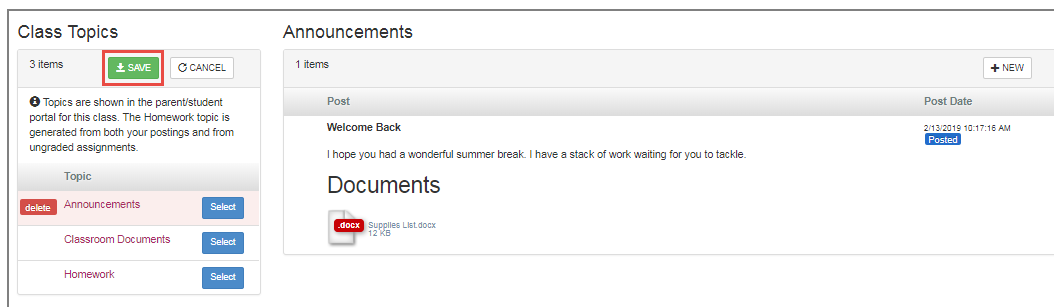 Class Topics
3 items
SAVE
CANCEL
Topics are shown in the parent/student
portal for this class. The Homework topic is
generated from both your postings and from
ungraded assignments.
Topic
delete Announcements Select
Classroom Documents Select
Homework Select
Announcements
1 items
NEW
Post Post Date
Welcome Back 2/13/2019 10:17:16 AM
Posted
I hope you had a wonderful summer break. I have a stack of work waiting for you to tackle.
Documents
.docx Supplies List.docx
12 KB